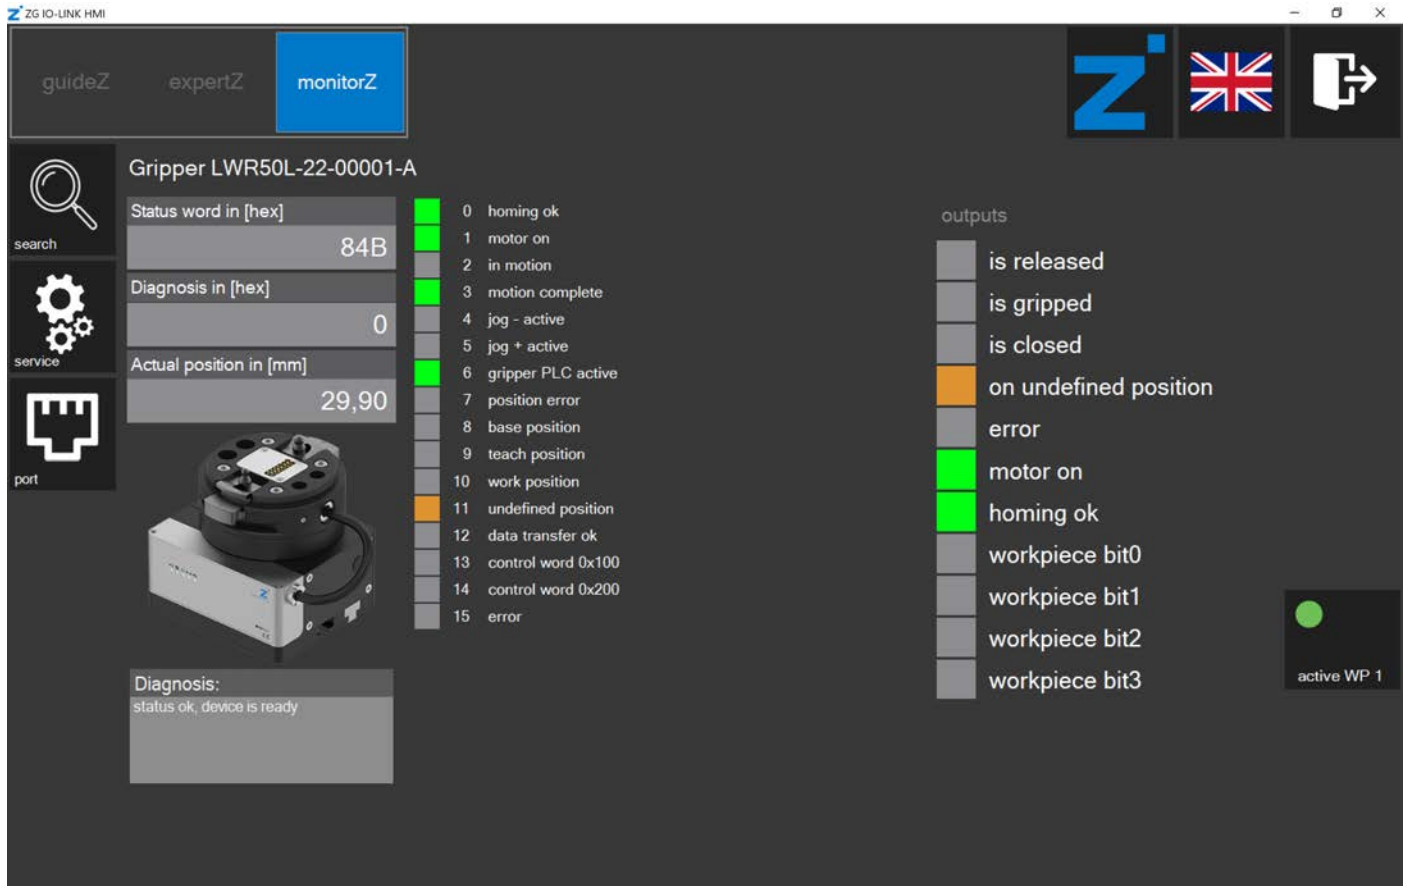 ZG IO-LINK HMI
guideZ expertZ monitorZ
Gripper LWR50L-22-00001-A
search
service
port
Status word in [hex]
84B
Diagnosis in [hex]
0
Actual position in [mm]
29,90
0 homing ok
1 motor on
2 in motion
3 motion complete
4 jog - active
5 jog + active
6 gripper PLC active
7 position error
8 base position
9 teach position
10 work position
11 undefined position
12 data transfer ok
13 control word 0x100
14 control word 0x200
15 error
Diagnosis:
status ok, device is ready
outputs
is released
is gripped
is closed
on undefined position
error
motor on
homing ok
workpiece bit0
workpiece bit1
workpiece bit2
workpiece bit3
active WP 1